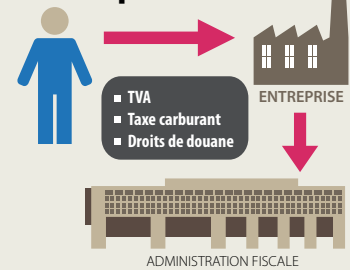 ENTREPRISE
▪ TVA
▪ Taxe carburant
▪ Droits de douane
ADMINISTRATION FISCALE